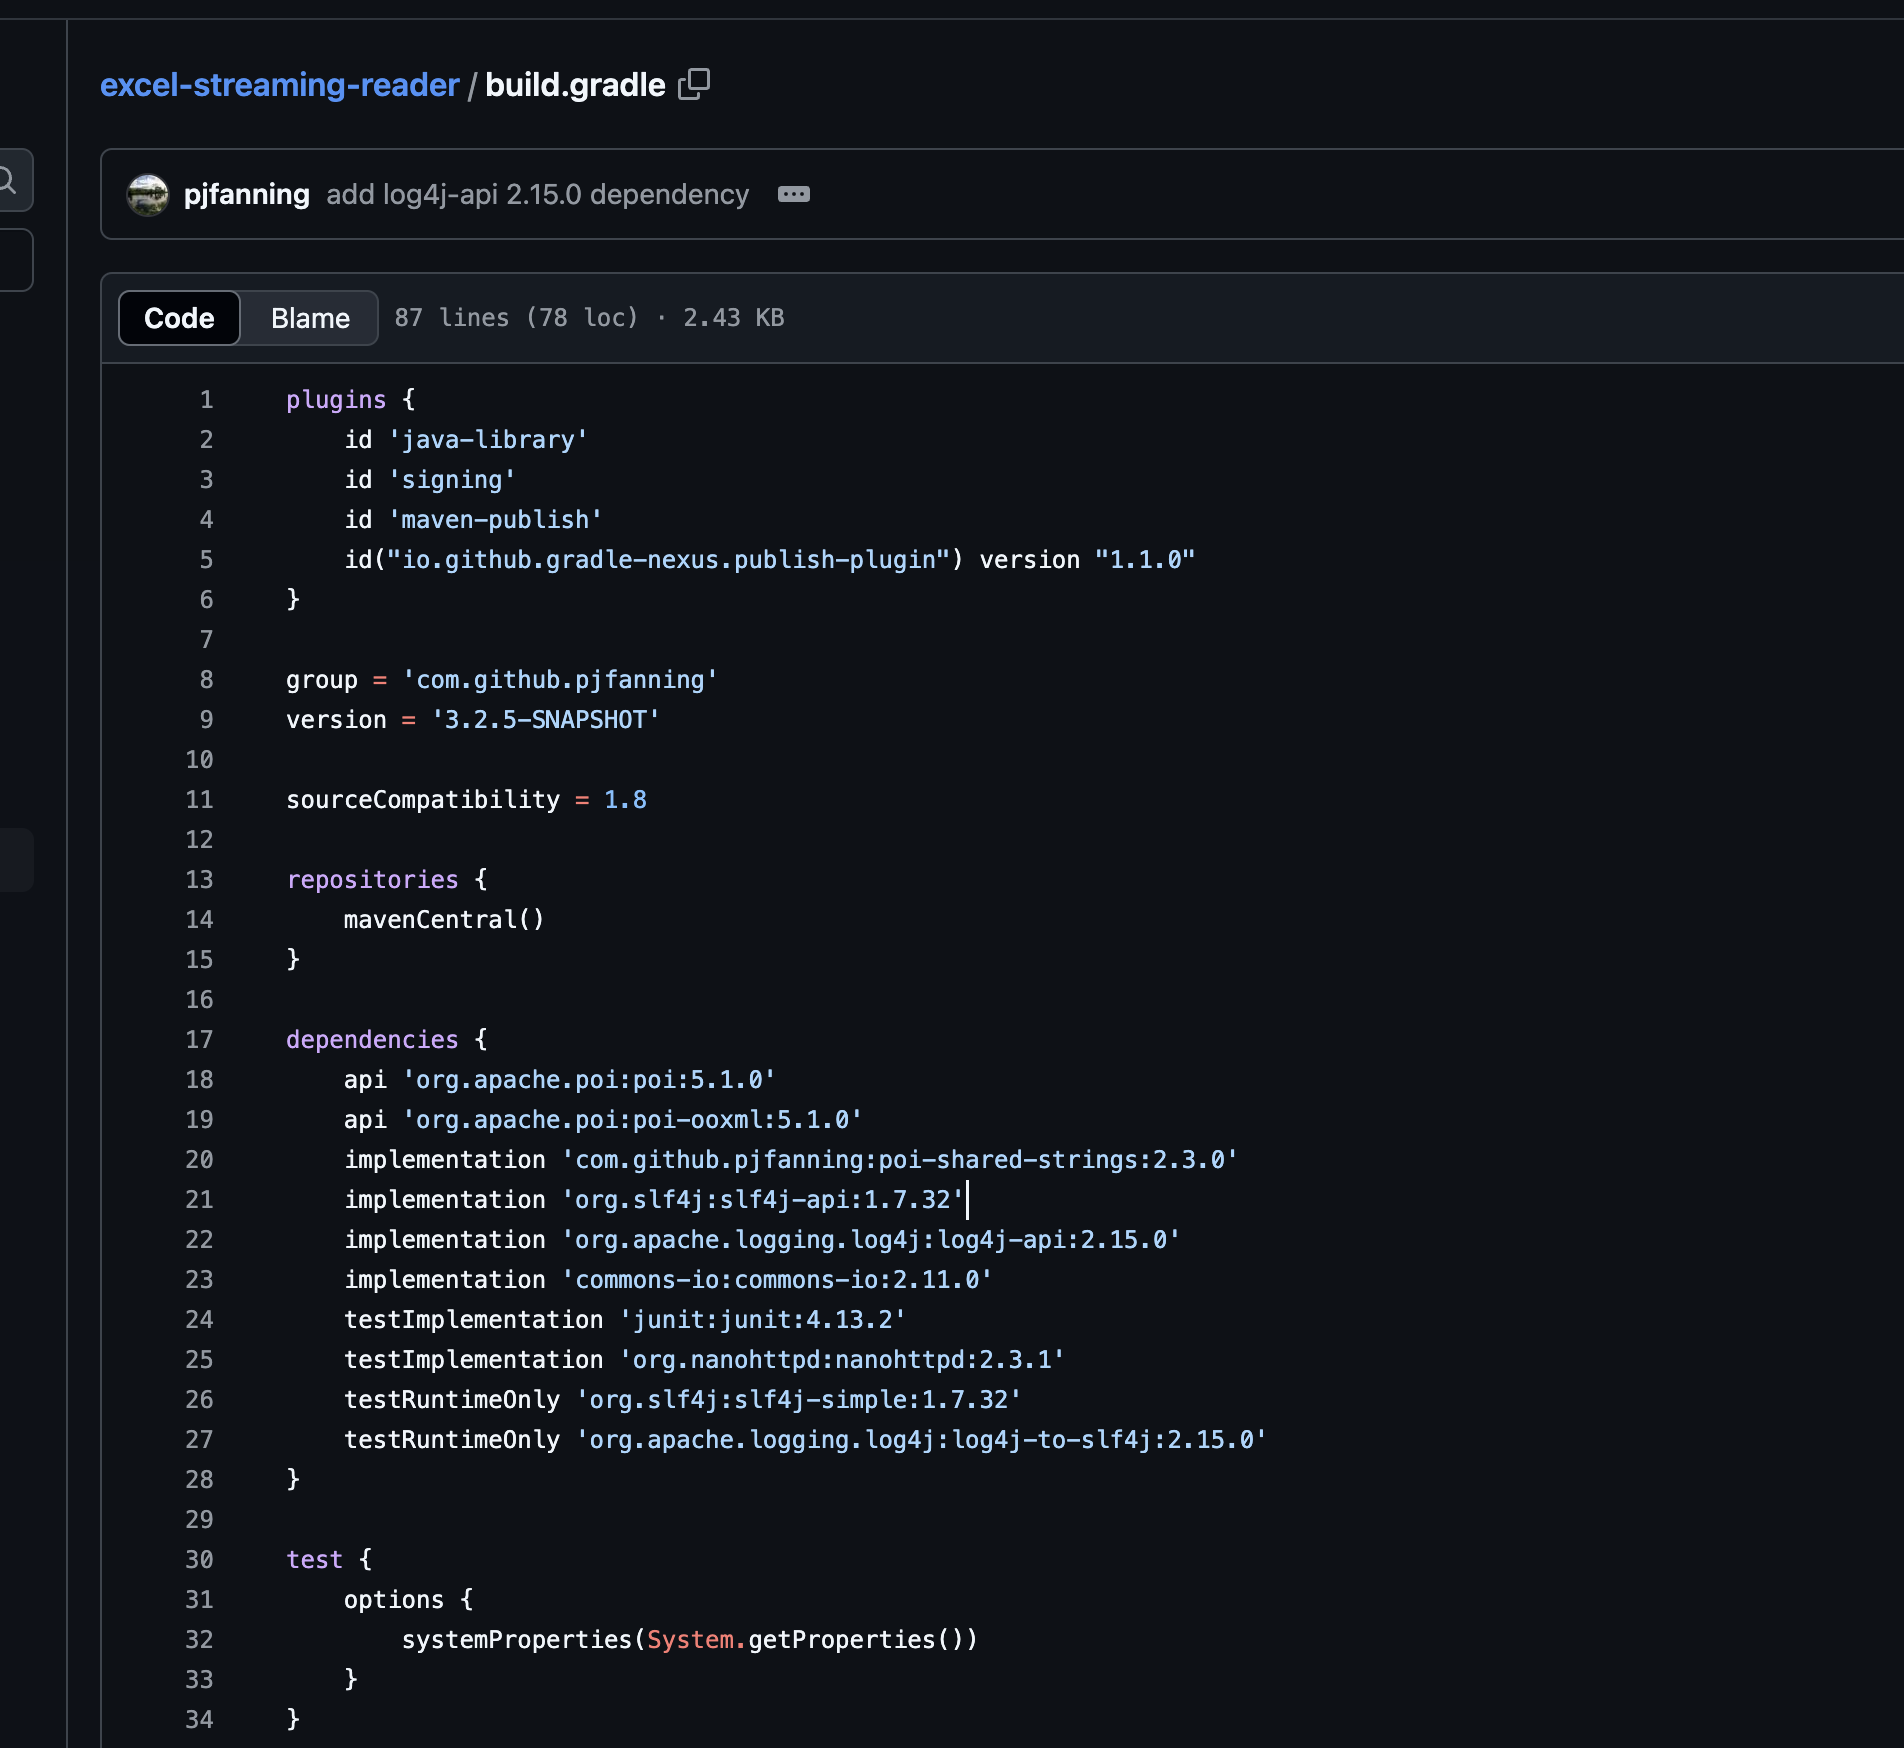 excel-streaming-reader / build.gradle
pjfanning add log4j-api 2.15.0 dependency
Code Blame 87 lines (78 loc) · 2.43 KB
1 plugins {
2     id 'java-library'
3     id 'signing'
4     id 'maven-publish'
5     id("io.github.gradle-nexus.publish-plugin") version "1.1.0"
6 }
7
8 group = 'com.github.pjfanning'
9 version = '3.2.5-SNAPSHOT'
10
11 sourceCompatibility = 1.8
12
13 repositories {
14     mavenCentral()
15 }
16
17 dependencies {
18     api 'org.apache.poi:poi:5.1.0'
19     api 'org.apache.poi:poi-ooxml:5.1.0'
20     implementation 'com.github.pjfanning:poi-shared-strings:2.3.0'
21     implementation 'org.slf4j:slf4j-api:1.7.32'
22     implementation 'org.apache.logging.log4j:log4j-api:2.15.0'
23     implementation 'commons-io:commons-io:2.11.0'
24     testImplementation 'junit:junit:4.13.2'
25     testImplementation 'org.nanohttpd:nanohttpd:2.3.1'
26     testRuntimeOnly 'org.slf4j:slf4j-simple:1.7.32'
27     testRuntimeOnly 'org.apache.logging.log4j:log4j-to-slf4j:2.15.0'
28 }
29
30 test {
31     options {
32         systemProperties(System.getProperties())
33     }
34 }